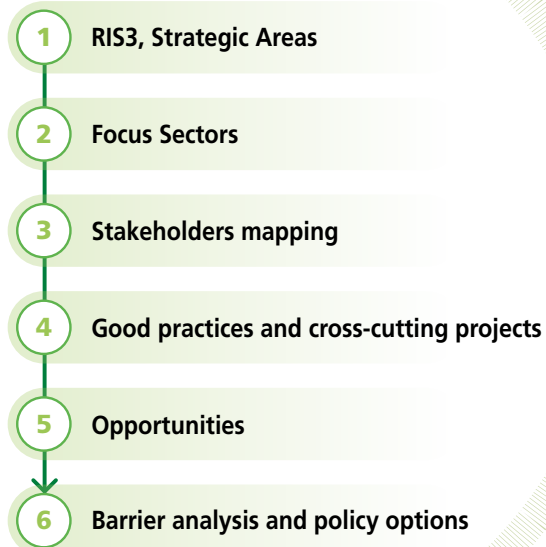 1 RIS3, Strategic Areas
2 Focus Sectors
3 Stakeholders mapping
4 Good practices and cross-cutting projects
5 Opportunities
6 Barrier analysis and policy options